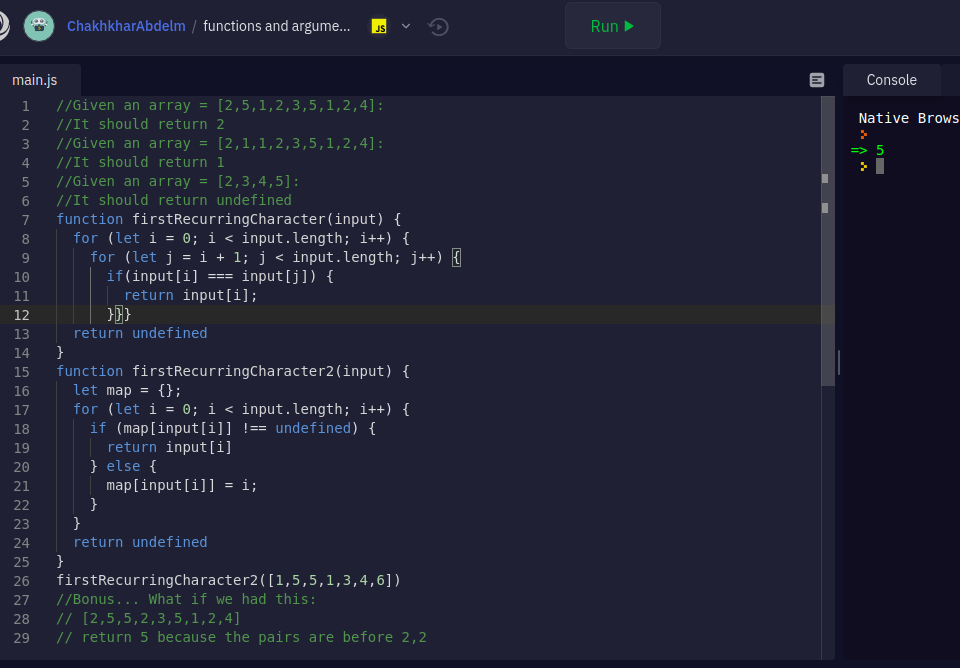 ChakhkharAbdelm / functions and argume... JS Run
main.js
Console
1 //Given an array = [2,5,1,2,3,5,1,2,4]:
2 //It should return 2
3 //Given an array = [2,1,1,2,3,5,1,2,4]:
4 //It should return 1
5 //Given an array = [2,3,4,5]:
6 //It should return undefined
7 function firstRecurringCharacter(input) {
8 for (let i = 0; i < input.length; i++) {
9 for (let j = i + 1; j < input.length; j++) {
10 if(input[i] === input[j]) {
11 return input[i];
12 }}}
13 return undefined
14 }
15 function firstRecurringCharacter2(input) {
16 let map = {};
17 for (let i = 0; i < input.length; i++) {
18 if (map[input[i]] !== undefined) {
19 return input[i]
20 } else {
21 map[input[i]] = i;
22 }
23 }
24 return undefined
25 }
26 firstRecurringCharacter2([1,5,5,1,3,4,6])
27 //Bonus... What if we had this:
28 // [2,5,5,2,3,5,1,2,4]
29 // return 5 because the pairs are before 2,2
Native Brows
=> 5